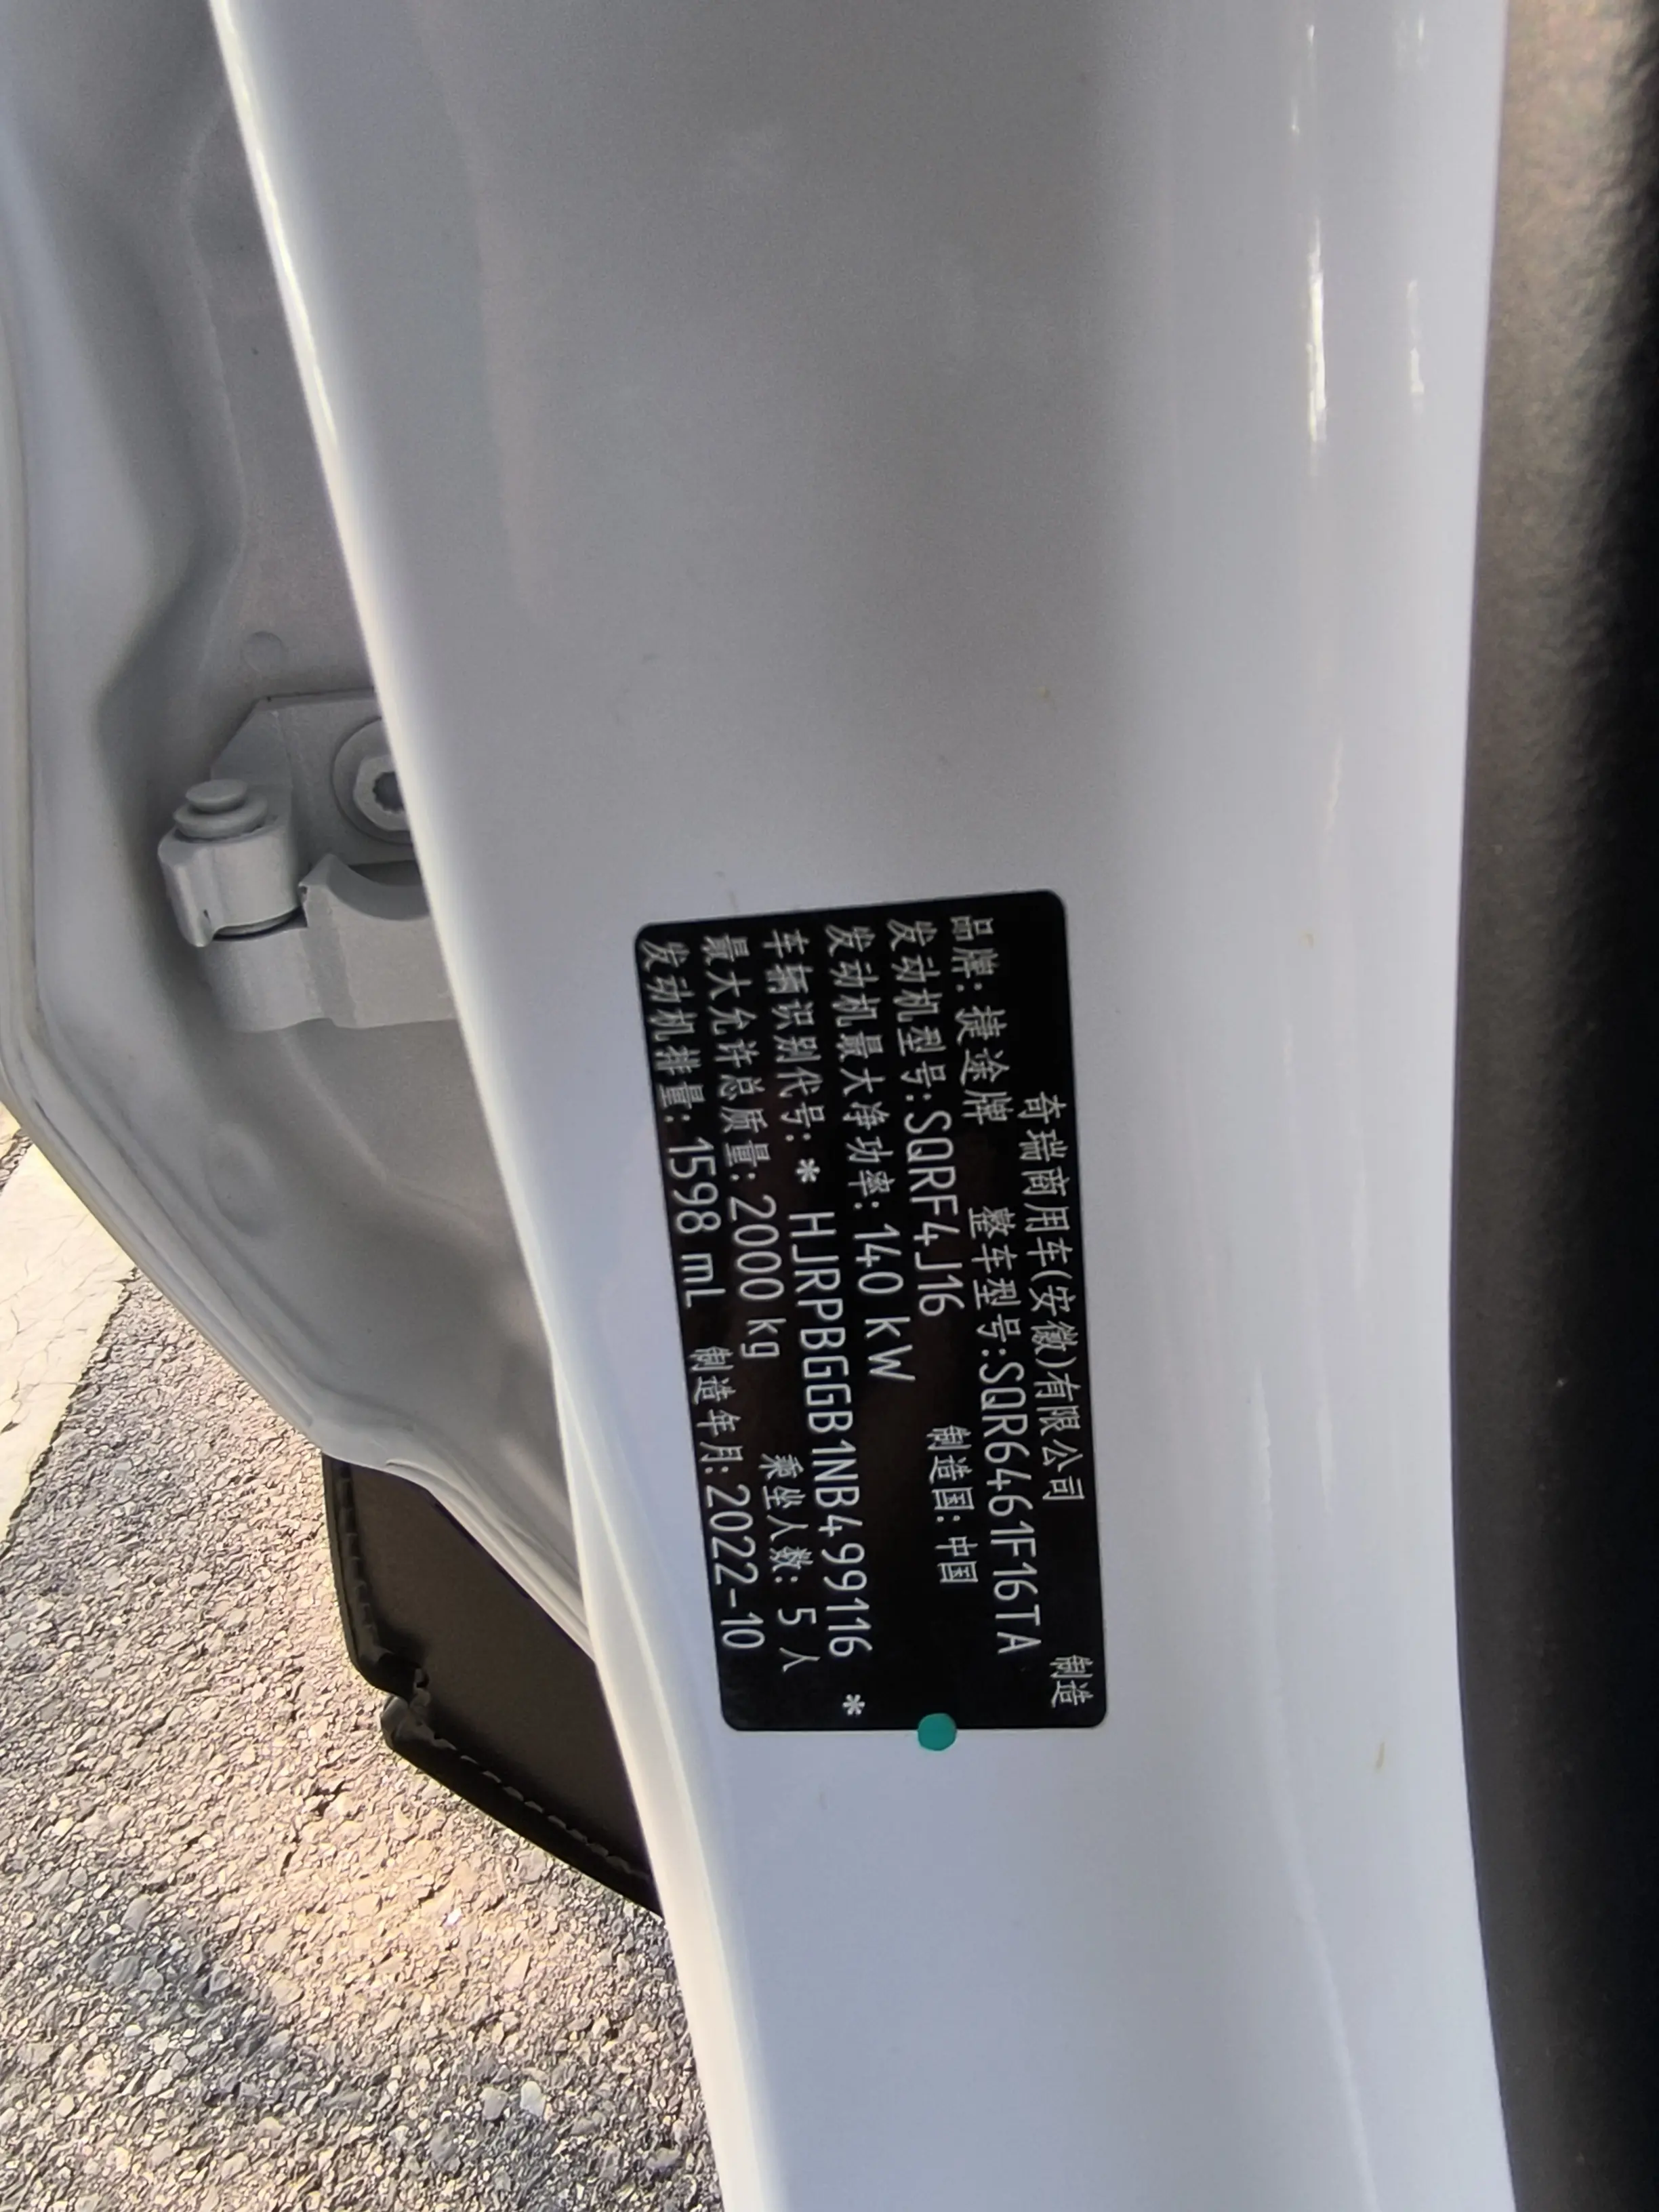 奇瑞商用车(安徽)有限公司 制造
品牌: 捷途牌 整车型号:SQR6461F16TA
发动机型号:SQRF4J16 制造国: 中国
发动机最大净功率: 140 kW
车辆识别代号: * HJRPBGGB1NB499116 *
最大允许总质量: 2000 kg 乘坐人数: 5 人
发动机排量: 1598 mL 制造年月: 2022-10